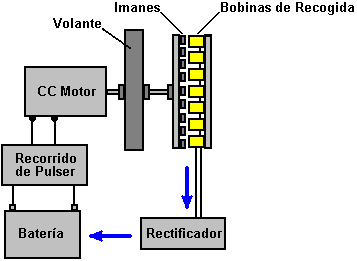 Imanes
Bobinas de Recogida
Volante
CC Motor
Recorrido
de Pulser
Batería
Rectificador